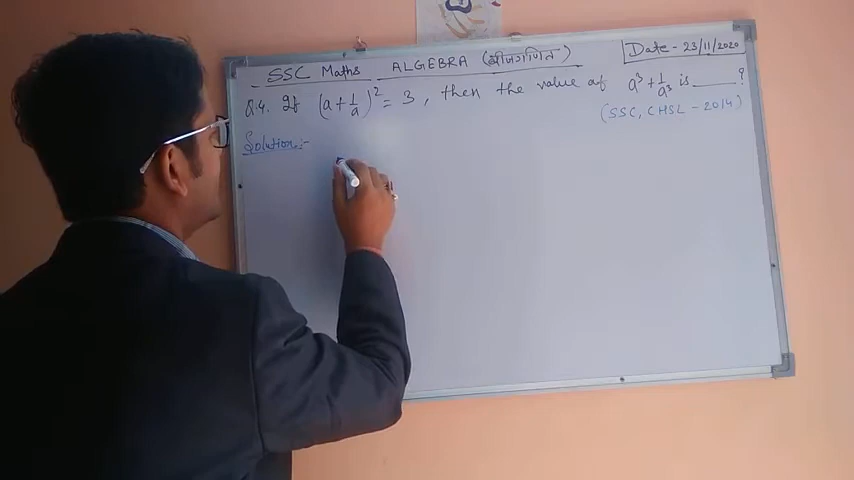 SSC Maths ALGEBRA (बीजगणित) Date - 23/11/2020
Q.4. If (a + 1/a)² = 3, then the value of a³ + 1/a³ is ____?
(SSC, CHSL - 2014)
Solution:-